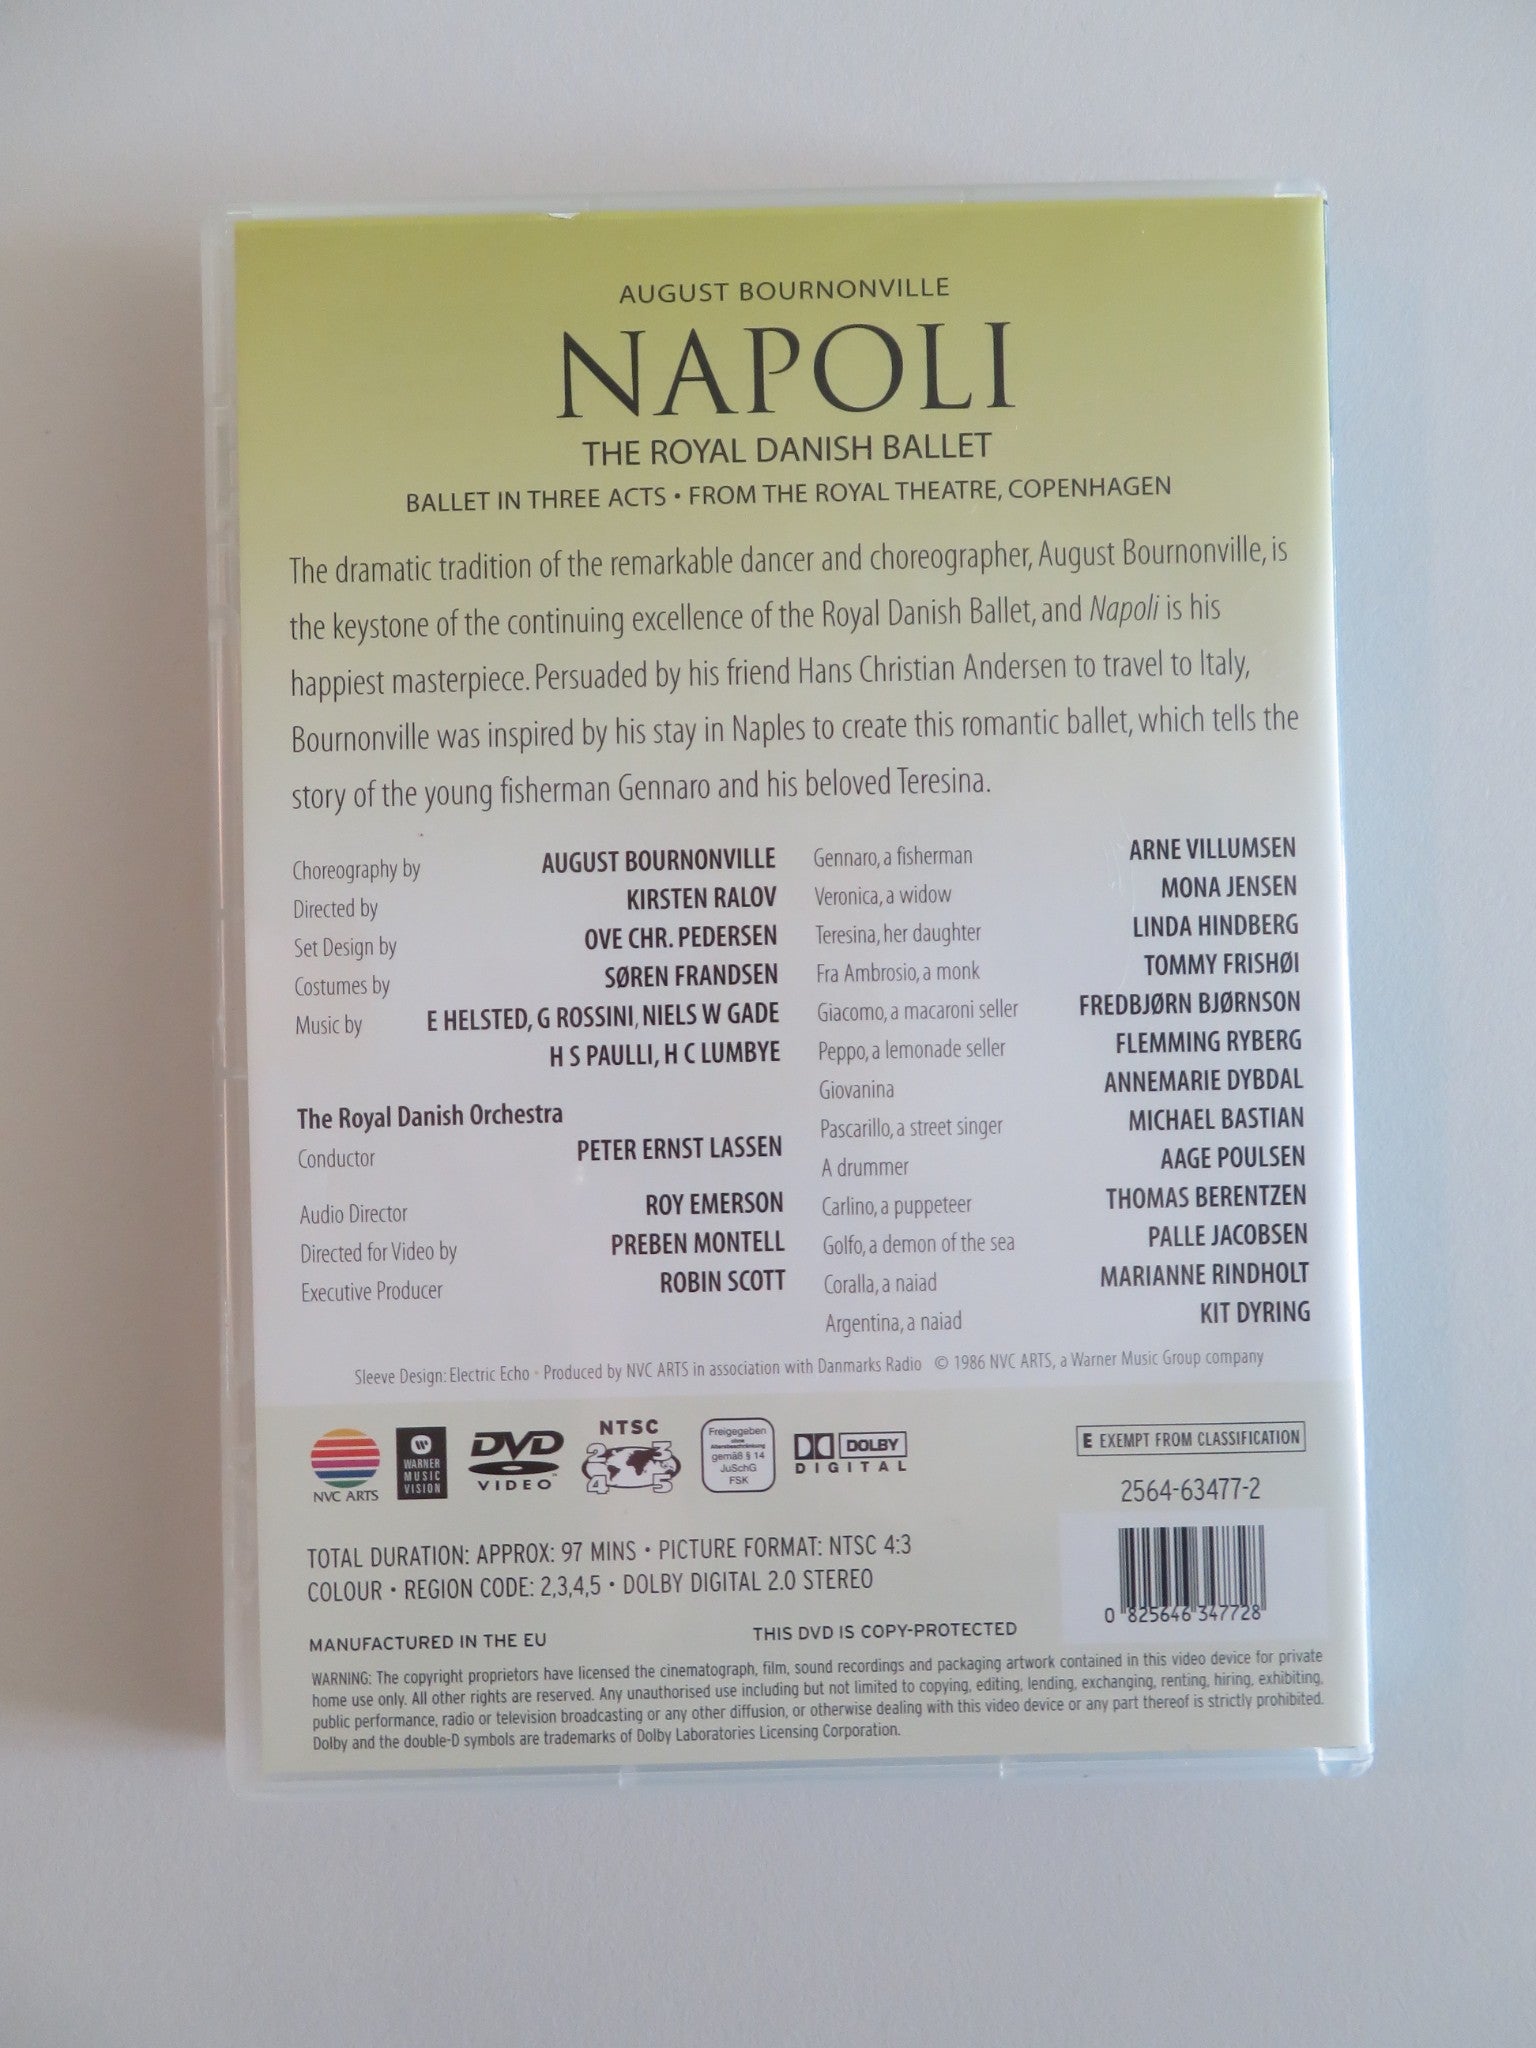 AUGUST BOURNONVILLE
NAPOLI
THE ROYAL DANISH BALLET
BALLET IN THREE ACTS • FROM THE ROYAL THEATRE, COPENHAGEN
The dramatic tradition of the remarkable dancer and choreographer, August Bournonville, is
the keystone of the continuing excellence of the Royal Danish Ballet, and Napoli is his
happiest masterpiece. Persuaded by his friend Hans Christian Andersen to travel to Italy,
Bournonville was inspired by his stay in Naples to create this romantic ballet, which tells the
story of the young fisherman Gennaro and his beloved Teresina.
Choreography by AUGUST BOURNONVILLE
Directed by KIRSTEN RALOV
Set Design by OVE CHR. PEDERSEN
Costumes by SØREN FRANDSEN
Music by E HELSTED, G ROSSINI, NIELS W GADE
H S PAULLI, H C LUMBYE
The Royal Danish Orchestra
Conductor PETER ERNST LASSEN
Audio Director ROY EMERSON
Directed for Video by PREBEN MONTELL
Executive Producer ROBIN SCOTT
Gennaro, a fisherman ARNE VILLUMSEN
Veronica, a widow MONA JENSEN
Teresina, her daughter LINDA HINDBERG
Fra Ambrosio, a monk TOMMY FRISHØI
Giacomo, a macaroni seller FREDBJØRN BJØRNSON
Peppo, a lemonade seller FLEMMING RYBERG
Giovanina ANNEMARIE DYBDAL
Pascarillo, a street singer MICHAEL BASTIAN
A drummer AAGE POULSEN
Carlino, a puppeteer THOMAS BERENTZEN
Golfo, a demon of the sea PALLE JACOBSEN
Coralla, a naiad MARIANNE RINDHOLT
Argentina, a naiad KIT DYRING
Sleeve Design: Electric Echo • Produced by NVC ARTS in association with Danmarks Radio © 1986 NVC ARTS, a Warner Music Group company
NVC ARTS
WARNER
MUSIC
VISION
DVD
VIDEO
NTSC
2 3
4 5
Freigegeben
ohne
Altersbeschränkung
gemäß § 14
JuSchG
FSK
DOLBY
DIGITAL
E EXEMPT FROM CLASSIFICATION
2564-63477-2
TOTAL DURATION: APPROX: 97 MINS • PICTURE FORMAT: NTSC 4:3
COLOUR • REGION CODE: 2,3,4,5 • DOLBY DIGITAL 2.0 STEREO
0 825646 347728
MANUFACTURED IN THE EU
THIS DVD IS COPY-PROTECTED
WARNING: The copyright proprietors have licensed the cinematograph, film, sound recordings and packaging artwork contained in this video device for private
home use only. All other rights are reserved. Any unauthorised use including but not limited to copying, editing, lending, exchanging, renting, hiring, exhibiting,
public performance, radio or television broadcasting or any other diffusion, or otherwise dealing with this video device or any part thereof is strictly prohibited.
Dolby and the double-D symbols are trademarks of Dolby Laboratories Licensing Corporation.